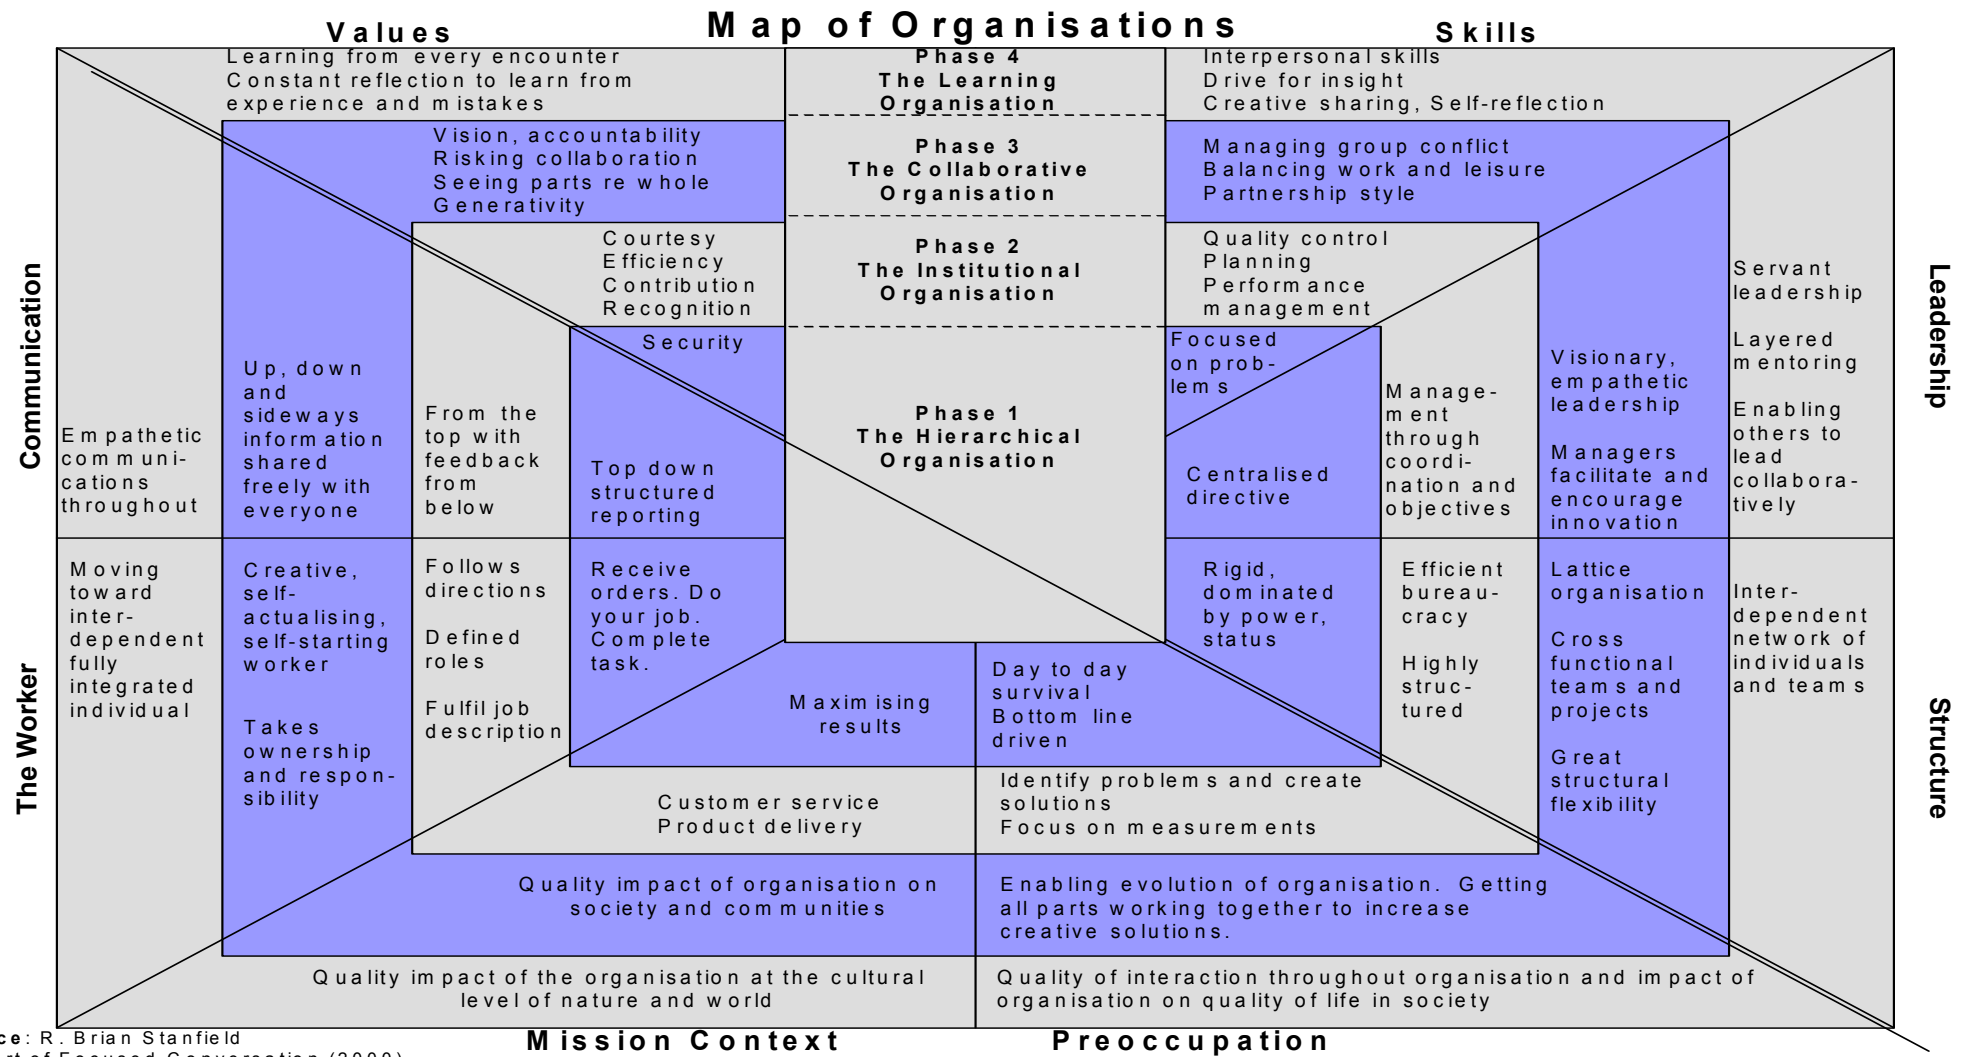 Map of Organisations
Values
Skills
Learning from every encounter
Constant reflection to learn from
experience and mistakes
Phase 4
The Learning
Organisation
Interpersonal skills
Drive for insight
Creative sharing, Self-reflection
Vision, accountability
Risking collaboration
Seeing parts re whole
Generativity
Phase 3
The Collaborative
Organisation
Managing group conflict
Balancing work and leisure
Partnership style
Courtesy
Efficiency
Contribution
Recognition
Phase 2
The Institutional
Organisation
Quality control
Planning
Performance
management
Security
Phase 1
The Hierarchical
Organisation
Focused
on prob-
lems
Communication
Empathetic
communi-
cations
throughout
Up, down
and
sideways
information
shared
freely with
everyone
From the
top with
feedback
from
below
Top down
structured
reporting
Centralised
directive
Manage-
ment
through
coordi-
nation and
objectives
Visionary,
empathetic
leadership
Managers
facilitate and
encourage
innovation
Servant
leadership
Layered
mentoring
Enabling
others to
lead
collabora-
tively
Leadership
The Worker
Moving
toward
inter-
dependent
fully
integrated
individual
Creative,
self-
actualising,
self-starting
worker
Takes
ownership
and respon-
sibility
Follows
directions
Defined
roles
Fulfil job
description
Receive
orders. Do
your job.
Complete
task.
Rigid,
dominated
by power,
status
Efficient
bureau-
cracy
Highly
struc-
tured
Lattice
organisation
Cross
functional
teams and
projects
Great
structural
flexibility
Inter-
dependent
network of
individuals
and teams
Structure
Maximising
results
Day to day
survival
Bottom line
driven
Customer service
Product delivery
Identify problems and create
solutions
Focus on measurements
Quality impact of organisation on
society and communities
Enabling evolution of organisation. Getting
all parts working together to increase
creative solutions.
Quality impact of the organisation at the cultural
level of nature and world
Quality of interaction throughout organisation and impact of
organisation on quality of life in society
Mission Context
Preoccupation
ce: R. Brian Stanfield
of Focused Conversation (2000)